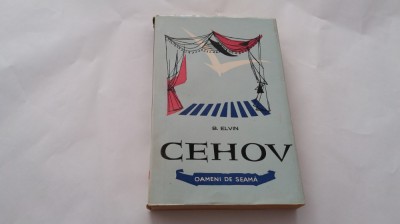 B. ELVIN
CEHOV
OAMENI DE SEAMĂ